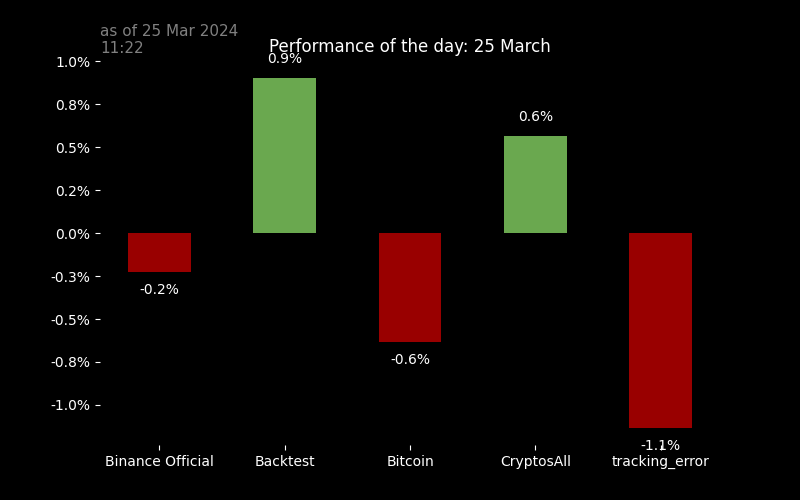 as of 25 Mar 2024
11:22
Performance of the day: 25 March
1.0%
0.8%
0.5%
0.2%
0.0%
-0.3%
-0.5%
-0.8%
-1.0%
0.9%
0.6%
-0.2%
-0.6%
-1.1%
Binance Official
Backtest
Bitcoin
CryptosAll
tracking_error